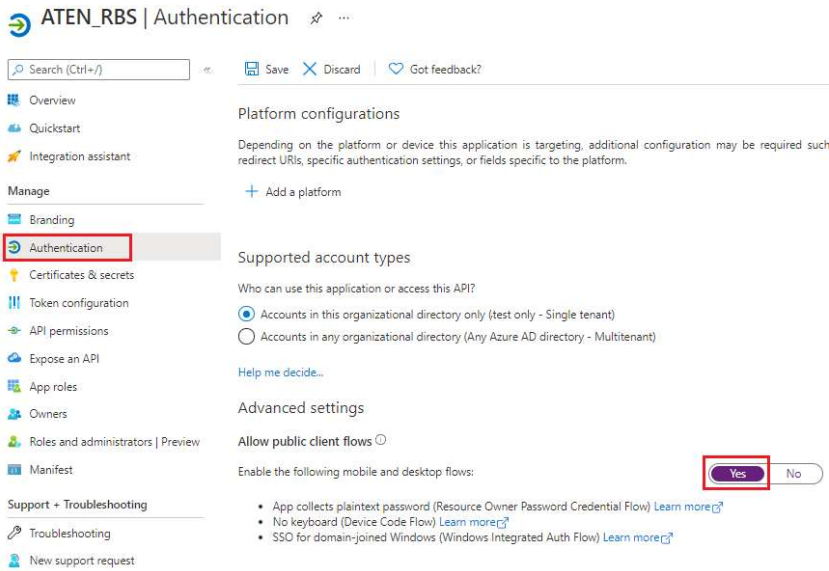 ATEN_RBS | Authentication
Search (Ctrl+/)
Overview
Quickstart
Integration assistant
Manage
Branding
Authentication
Certificates & secrets
Token configuration
API permissions
Expose an API
App roles
Owners
Roles and administrators | Preview
Manifest
Support + Troubleshooting
Troubleshooting
New support request
Save Discard Got feedback?
Platform configurations
Depending on the platform or device this application is targeting, additional configuration may be required such
redirect URIs, specific authentication settings, or fields specific to the platform.
Add a platform
Supported account types
Who can use this application or access this API?
Accounts in this organizational directory only (test only - Single tenant)
Accounts in any organizational directory (Any Azure AD directory - Multitenant)
Help me decide...
Advanced settings
Allow public client flows
Enable the following mobile and desktop flows: Yes No
• App collects plaintext password (Resource Owner Password Credential Flow) Learn more
• No keyboard (Device Code Flow) Learn more
• SSO for domain-joined Windows (Windows Integrated Auth Flow) Learn more